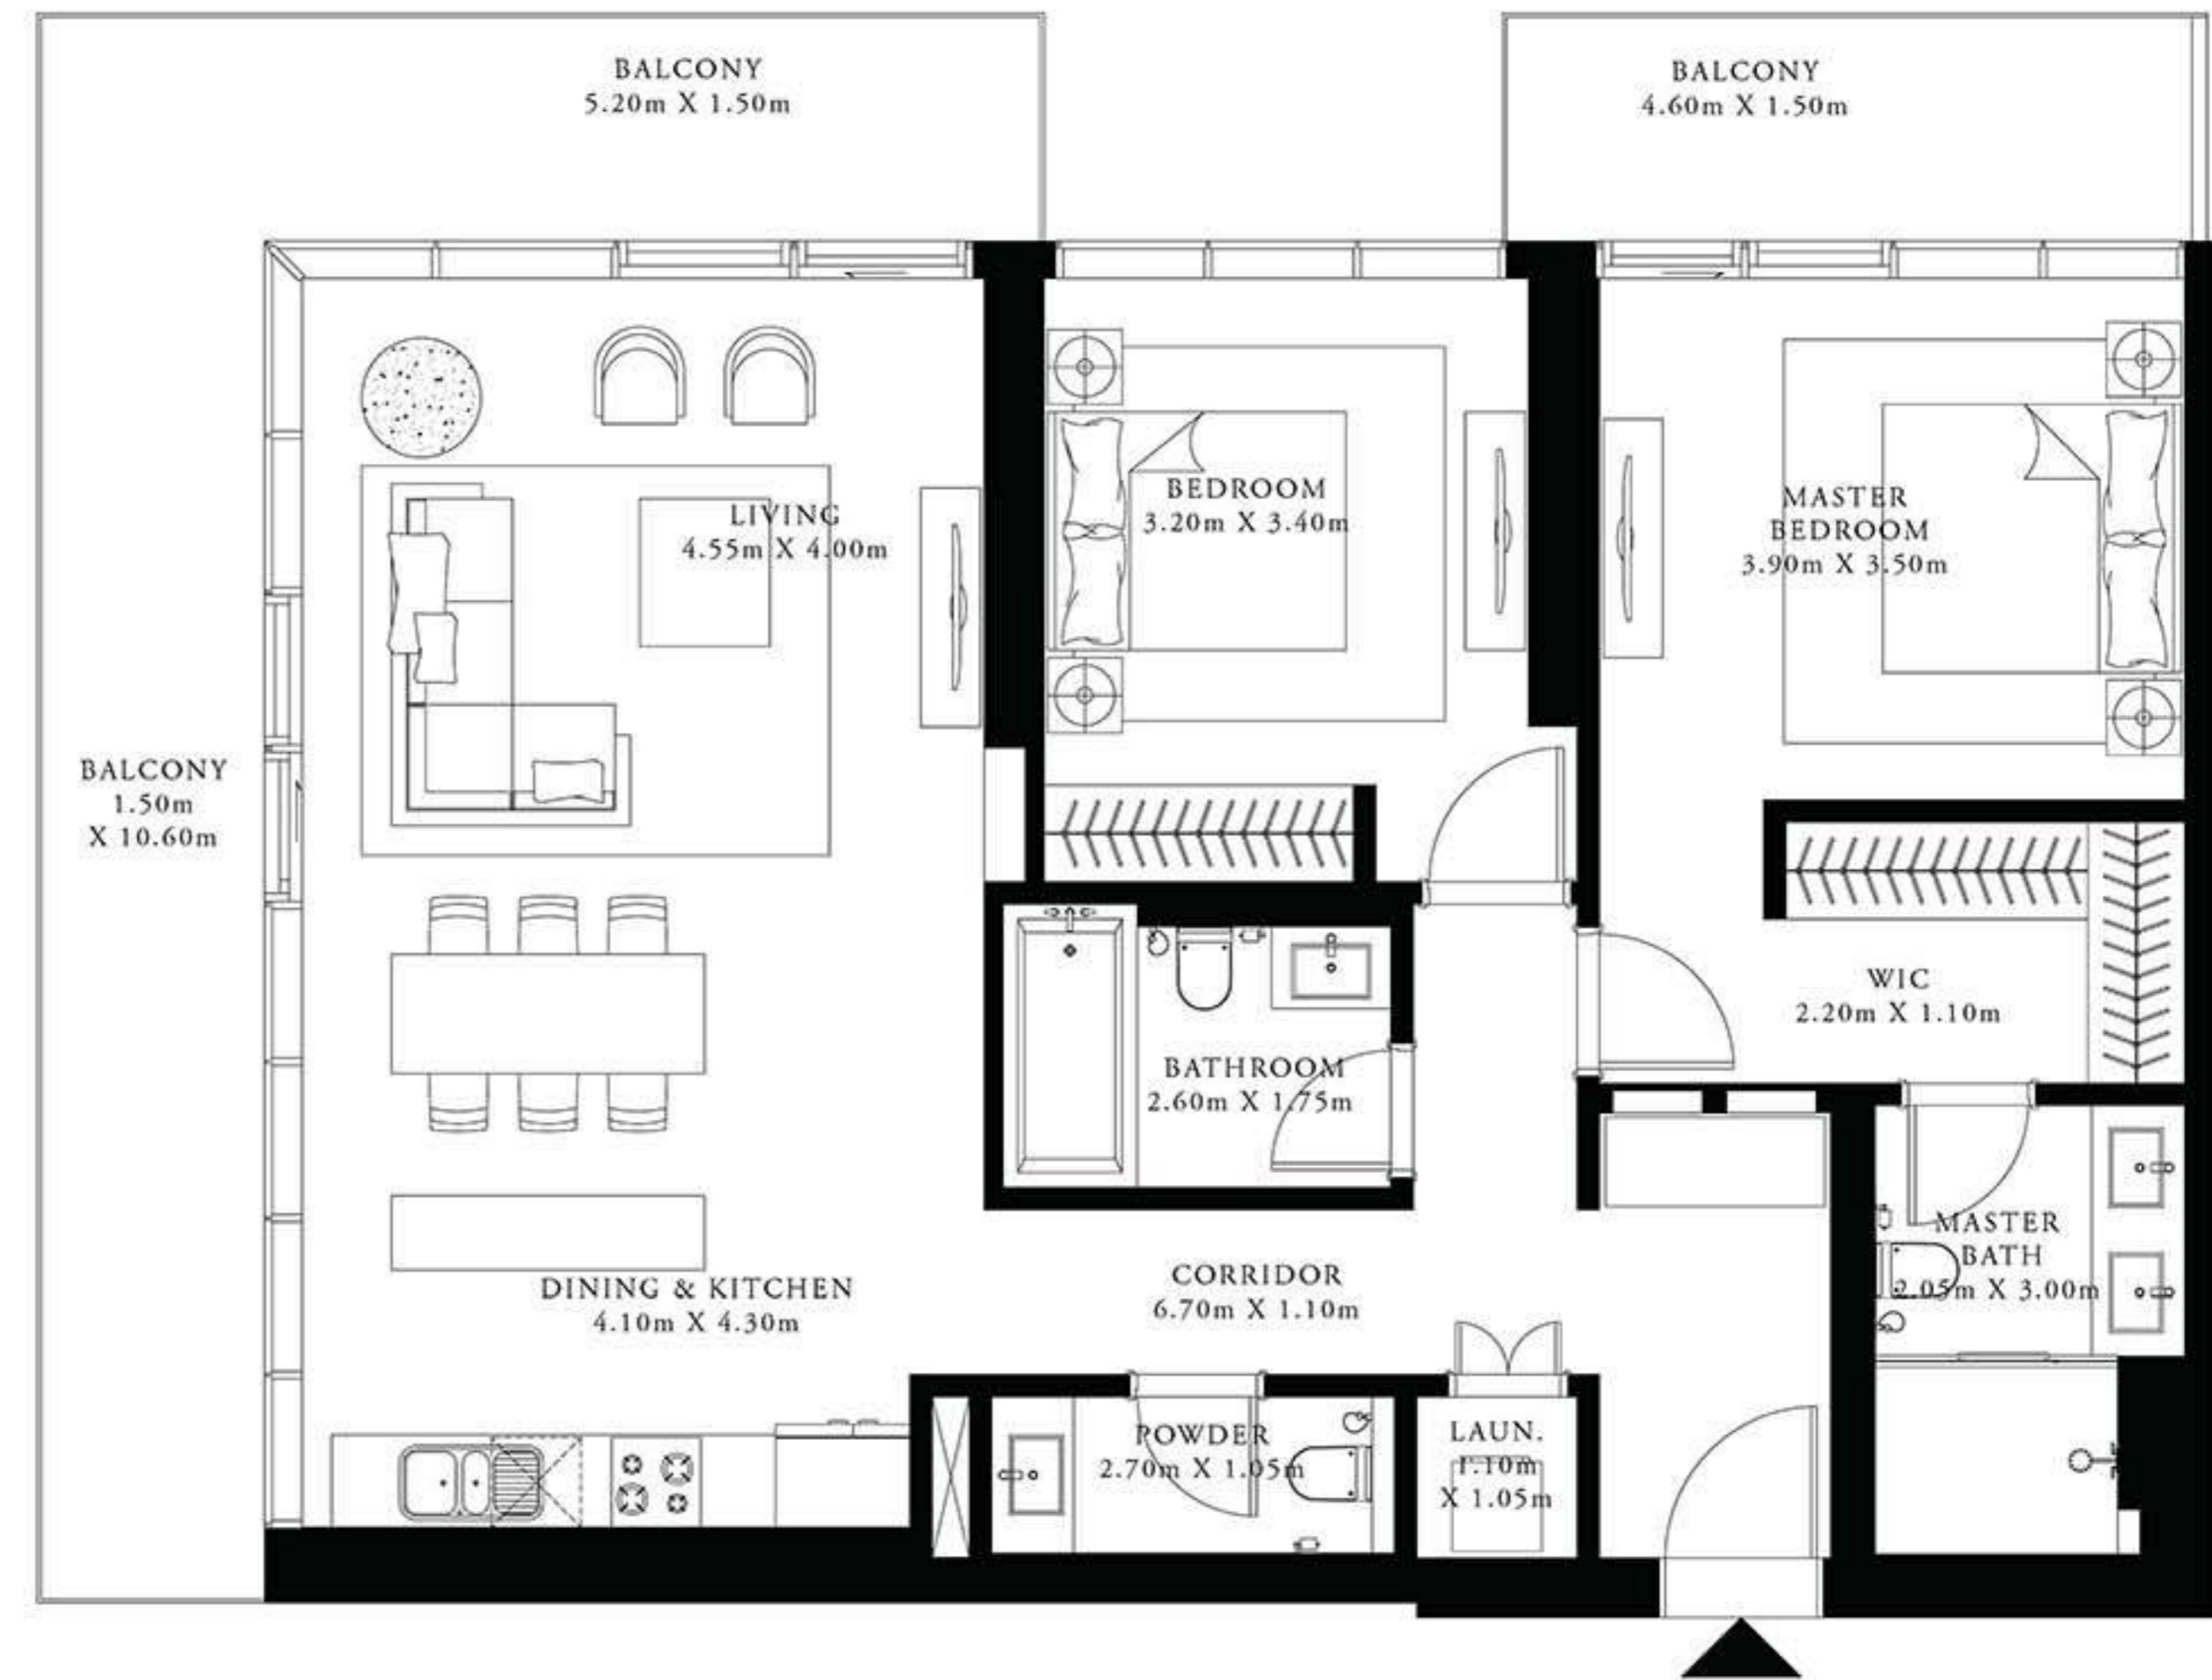 BALCONY
5.20m X 1.50m
BALCONY
4.60m X 1.50m
LIVING
4.55m X 4.00m
BEDROOM
3.20m X 3.40m
MASTER
BEDROOM
3.90m X 3.50m
BALCONY
1.50m
X 10.60m
WIC
2.20m X 1.10m
BATHROOM
2.60m X 1.75m
MASTER
BATH
2.05m X 3.00m
DINING & KITCHEN
4.10m X 4.30m
CORRIDOR
6.70m X 1.10m
POWDER
2.70m X 1.05m
LAUN.
1.10m
X 1.05m